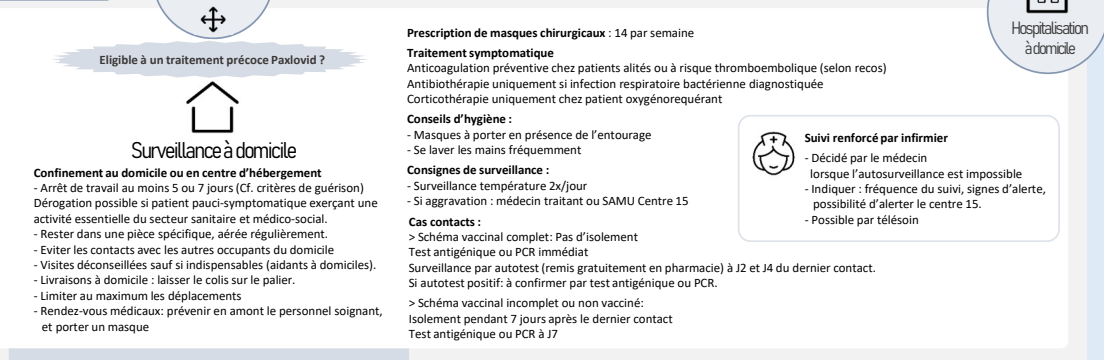 Eligible à un traitement précoce Paxlovid ?
Surveillance à domicile
Confinement au domicile ou en centre d'hébergement
- Arrêt de travail au moins 5 ou 7 jours (Cf. critères de guérison)
Dérogation possible si patient pauci-symptomatique exerçant une
activité essentielle du secteur sanitaire et médico-social.
- Rester dans une pièce spécifique, aérée régulièrement.
- Eviter les contacts avec les autres occupants du domicile
- Visites déconseillées sauf si indispensables (aidants à domiciles).
- Livraisons à domicile : laisser le colis sur le palier.
- Limiter au maximum les déplacements
- Rendez-vous médicaux: prévenir en amont le personnel soignant,
et porter un masque
Prescription de masques chirurgicaux : 14 par semaine
Traitement symptomatique
Anticoagulation préventive chez patients alités ou à risque thromboembolique (selon recos)
Antibiothérapie uniquement si infection respiratoire bactérienne diagnostiquée
Corticothérapie uniquement chez patient oxygénorequérant
Conseils d'hygiène :
- Masques à porter en présence de l'entourage
- Se laver les mains fréquemment
Consignes de surveillance :
- Surveillance température 2x/jour
- Si aggravation : médecin traitant ou SAMU Centre 15
Cas contacts :
> Schéma vaccinal complet: Pas d'isolement
Test antigénique ou PCR immédiat
Surveillance par autotest (remis gratuitement en pharmacie) à J2 et J4 du dernier contact.
Si autotest positif: à confirmer par test antigénique ou PCR.
> Schéma vaccinal incomplet ou non vacciné:
Isolement pendant 7 jours après le dernier contact
Test antigénique ou PCR à J7
Hospitalisation
à domicile
Suivi renforcé par infirmier
- Décidé par le médecin
lorsque l'autosurveillance est impossible
- Indiquer : fréquence du suivi, signes d'alerte,
possibilité d'alerter le centre 15.
- Possible par télésoin